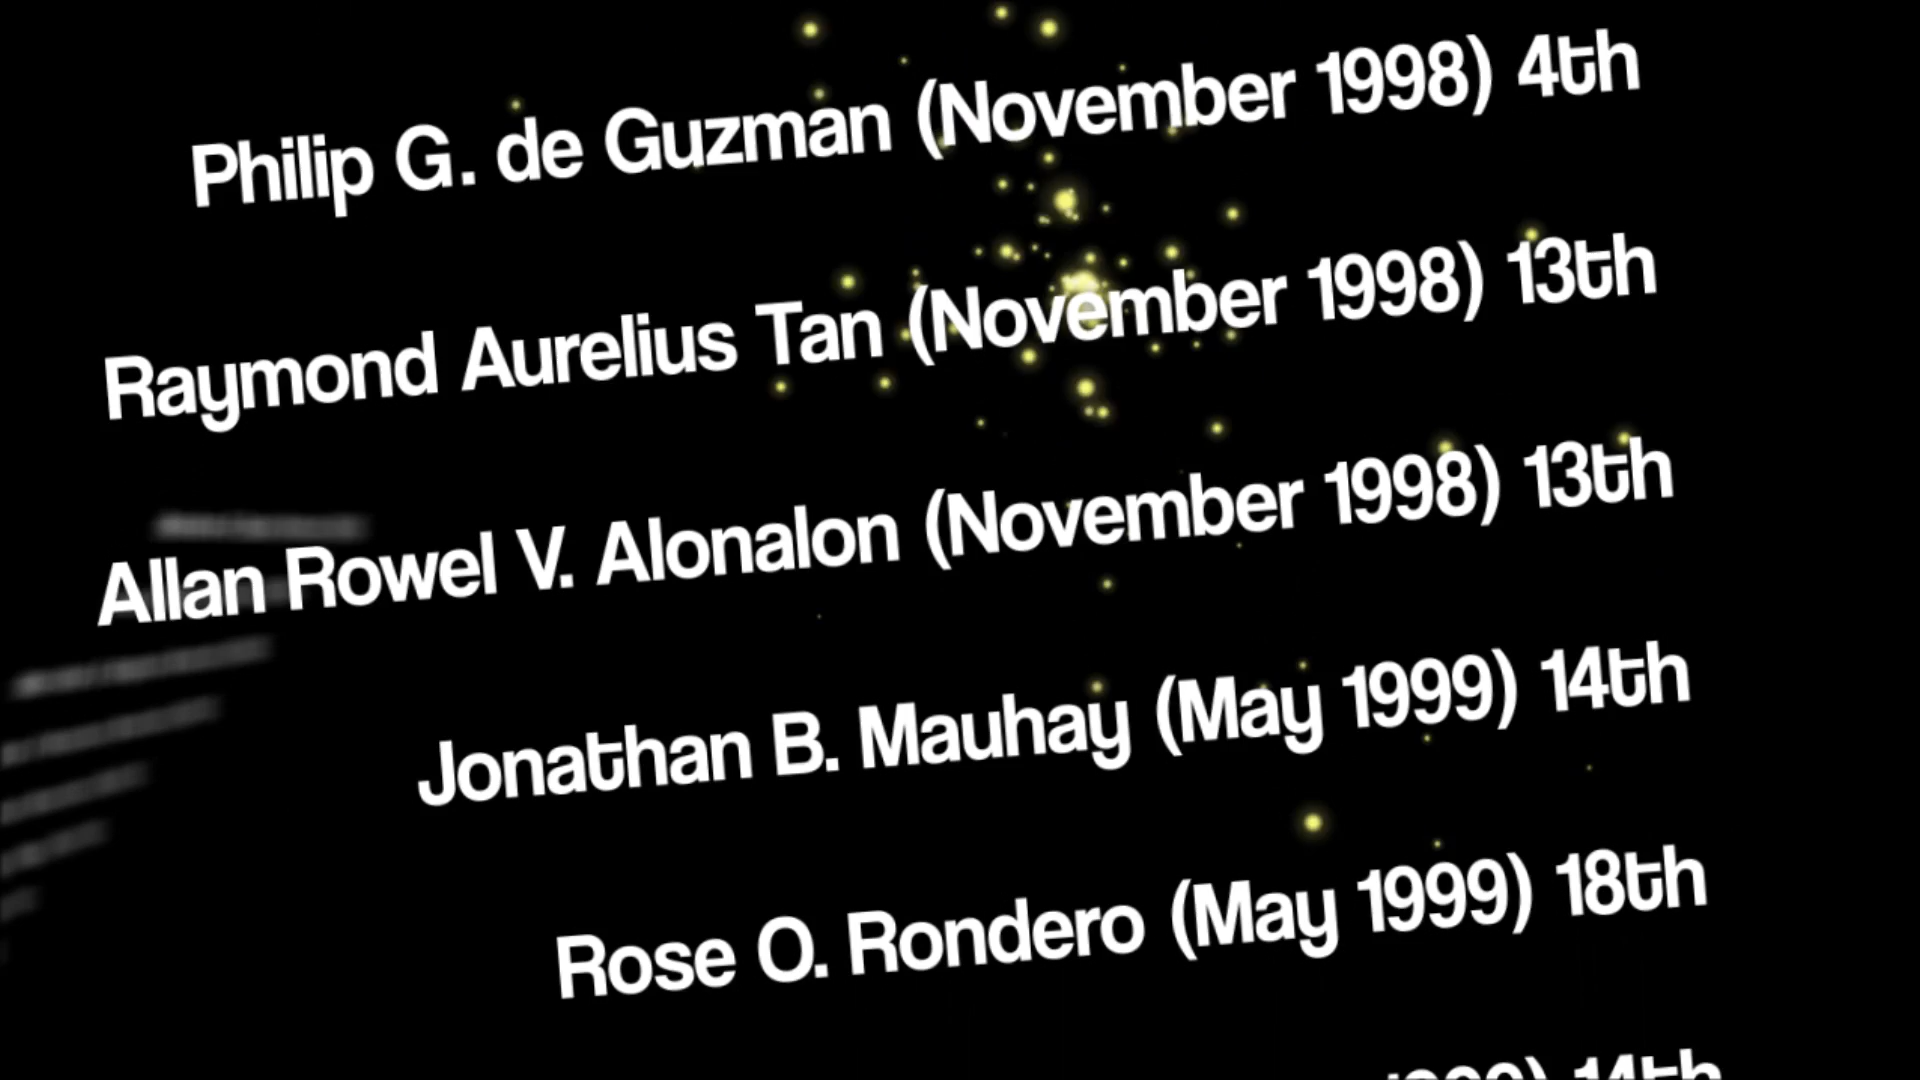 Philip G. de Guzman (November 1998) 4th
Raymond Aurelius Tan (November 1998) 13th
Allan Rowel V. Alonalon (November 1998) 13th
Jonathan B. Mauhay (May 1999) 14th
Rose O. Rondero (May 1999) 18th
14th